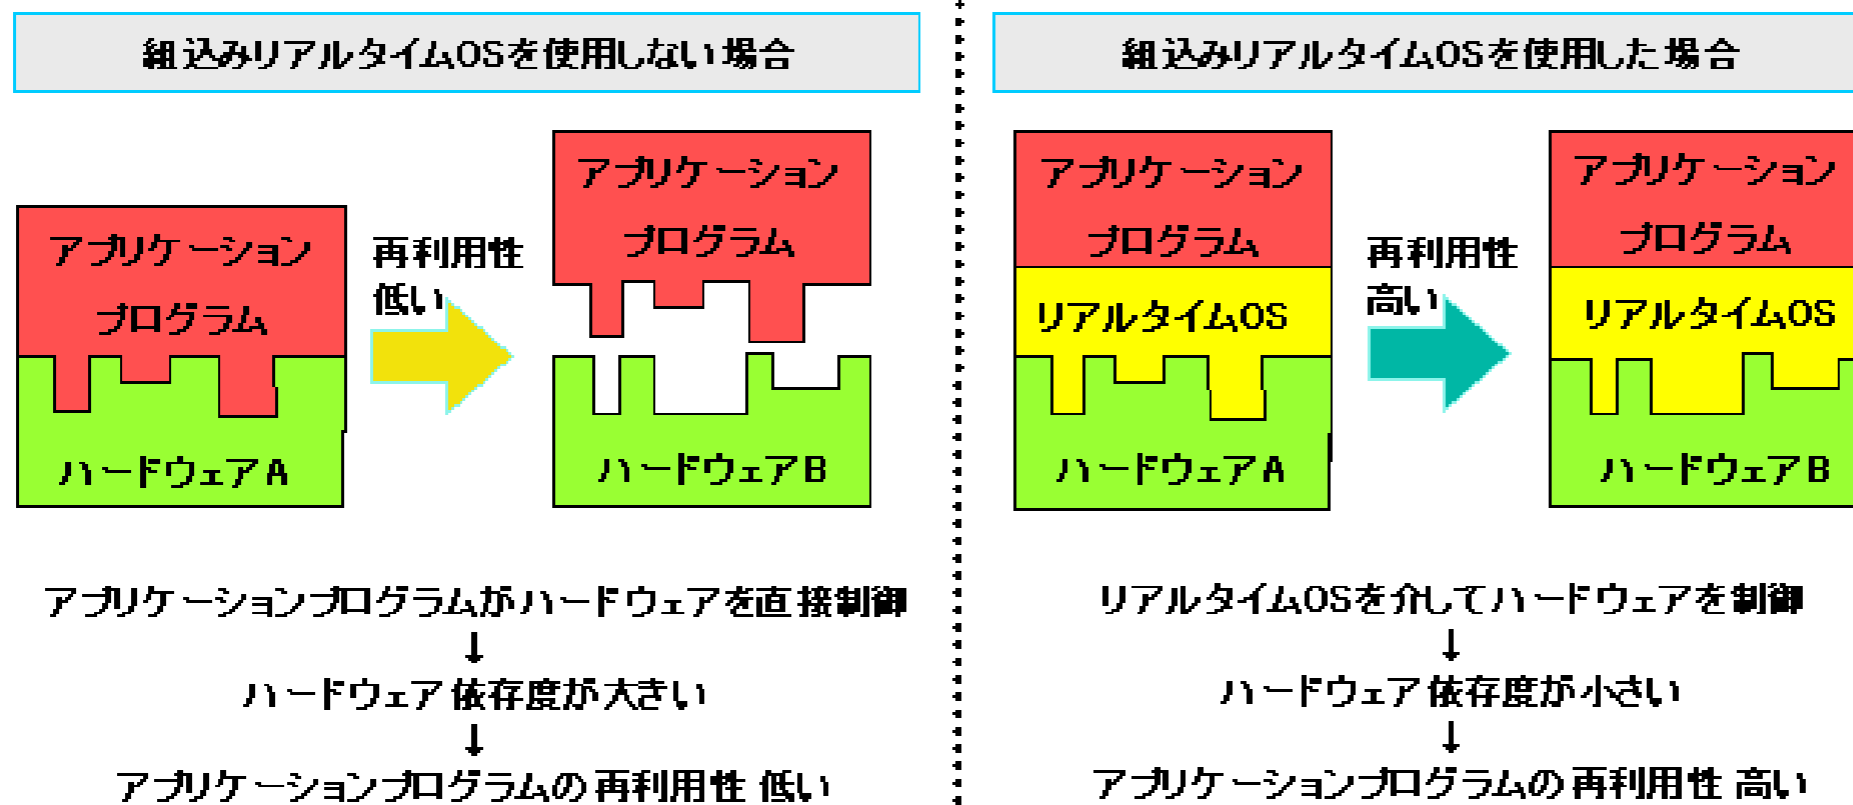 組込みリアルタイムOSを使用しない場合
アプリケーション
プログラム
ハードウェアA
再利用性
低い
アプリケーション
プログラム
ハードウェアB
アプリケーションプログラムがハードウェアを直接制御
↓
ハードウェア依存度が大きい
↓
アプリケーションプログラムの再利用性 低い
組込みリアルタイムOSを使用した場合
アプリケーション
プログラム
リアルタイムOS
ハードウェアA
再利用性
高い
アプリケーション
プログラム
リアルタイムOS
ハードウェアB
リアルタイムOSを介してハードウェアを制御
↓
ハードウェア依存度が小さい
↓
アプリケーションプログラムの再利用性 高い